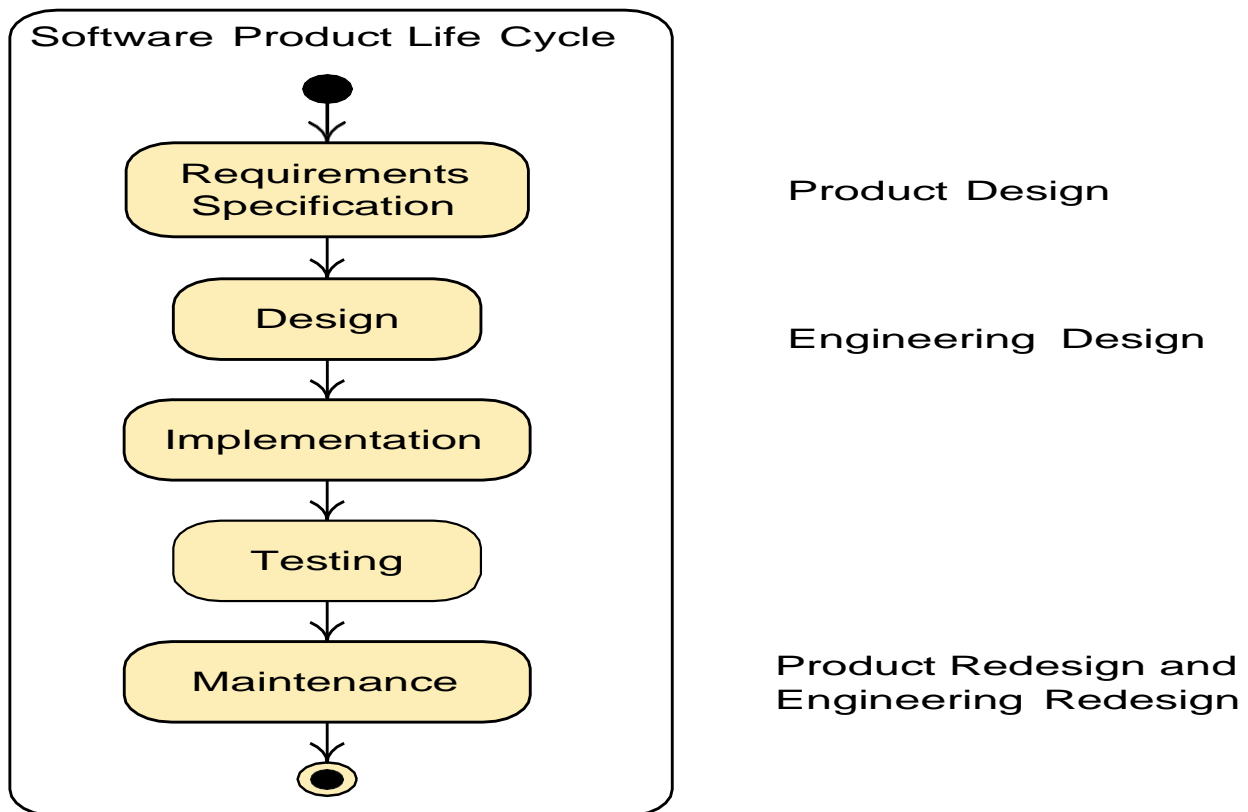 Software Product Life Cycle
Requirements
Specification
Product Design
Design
Engineering Design
Implementation
Testing
Maintenance
Product Redesign and
Engineering Redesign